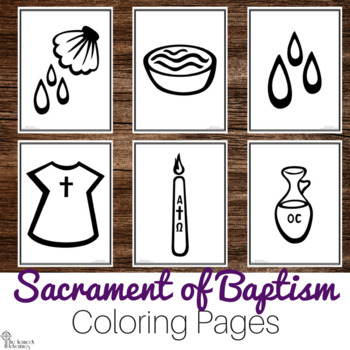 A Ω
OC
Sacrament of Baptism
Coloring Pages